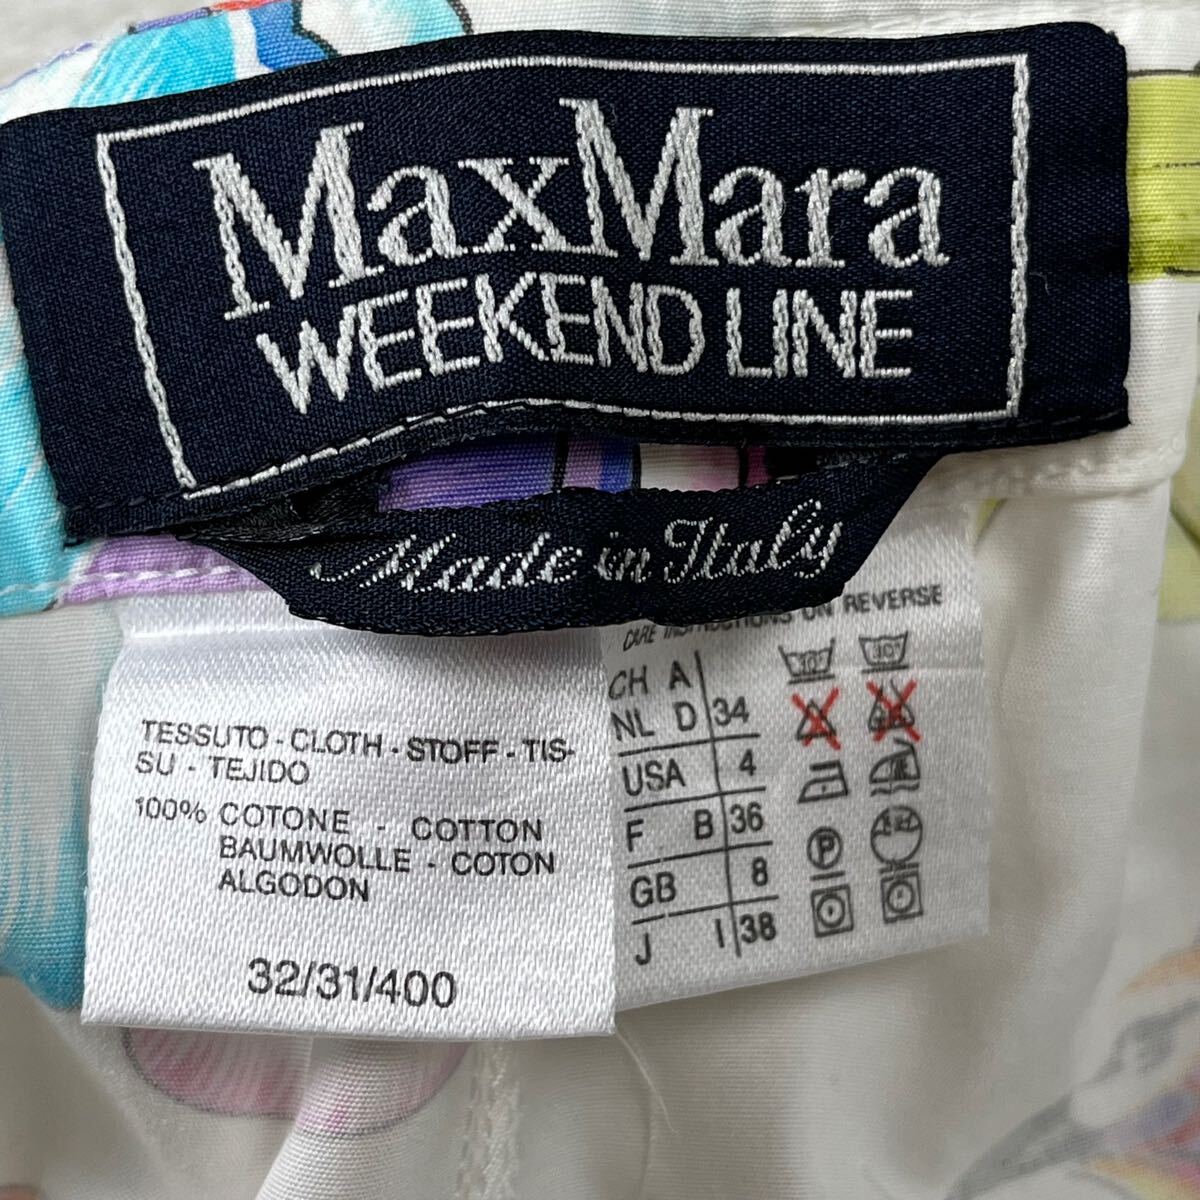 MaxMara
WEEKEND LINE
Made in Italy
TESSUTO - CLOTH - STOFF - TIS-
SU - TEJIDO
100% COTONE - COTTON
BAUMWOLLE - COTON
ALGODON
32/31/400
CARE INSTRUCTIONS ON REVERSE
CH A
NL D 34
USA 4
F B 36
GB 8
J I 38
30° 30°
P